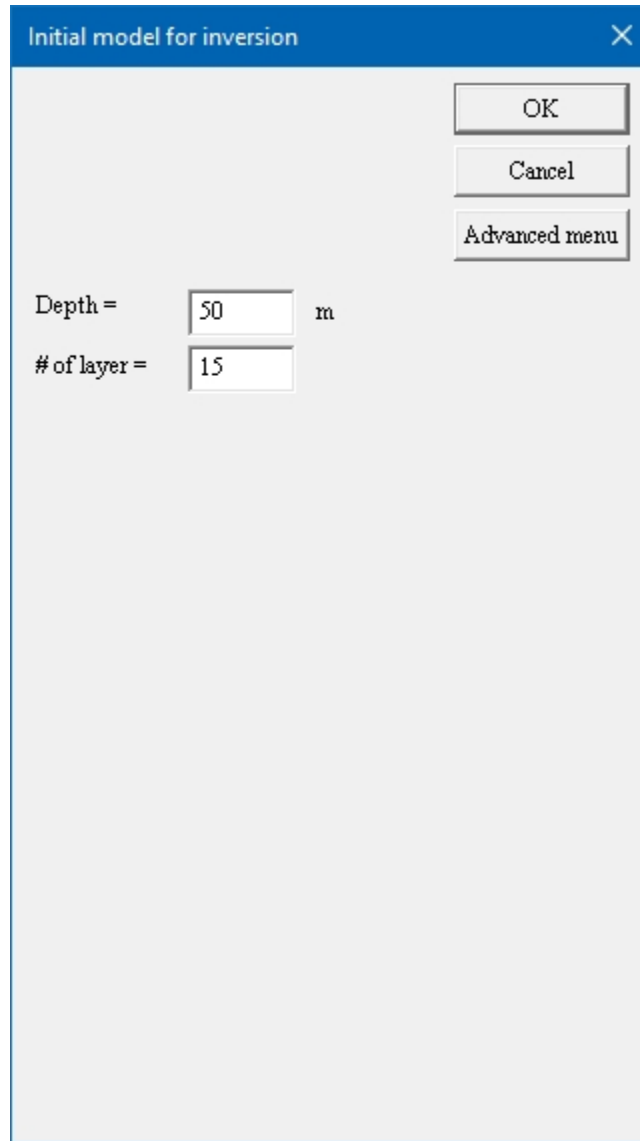 Initial model for inversion
OK
Cancel
Advanced menu
Depth = 50 m
# of layer = 15